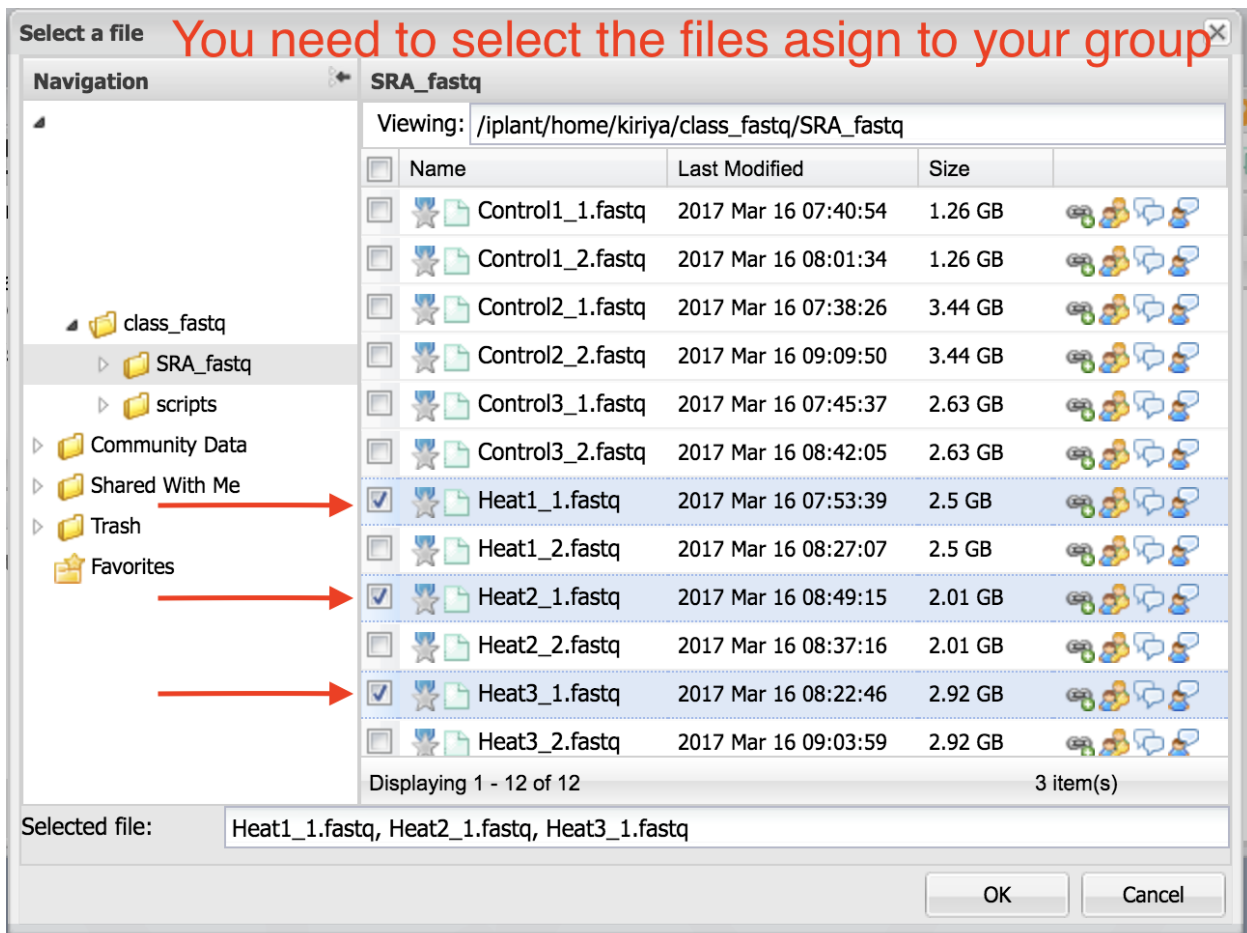 Select a file
You need to select the files asign to your group
Navigation
SRA_fastq
Viewing: /iplant/home/kiriya/class_fastq/SRA_fastq
Name Last Modified Size
Control1_1.fastq 2017 Mar 16 07:40:54 1.26 GB
Control1_2.fastq 2017 Mar 16 08:01:34 1.26 GB
Control2_1.fastq 2017 Mar 16 07:38:26 3.44 GB
Control2_2.fastq 2017 Mar 16 09:09:50 3.44 GB
Control3_1.fastq 2017 Mar 16 07:45:37 2.63 GB
Control3_2.fastq 2017 Mar 16 08:42:05 2.63 GB
Heat1_1.fastq 2017 Mar 16 07:53:39 2.5 GB
Heat1_2.fastq 2017 Mar 16 08:27:07 2.5 GB
Heat2_1.fastq 2017 Mar 16 08:49:15 2.01 GB
Heat2_2.fastq 2017 Mar 16 08:37:16 2.01 GB
Heat3_1.fastq 2017 Mar 16 08:22:46 2.92 GB
Heat3_2.fastq 2017 Mar 16 09:03:59 2.92 GB
class_fastq
SRA_fastq
scripts
Community Data
Shared With Me
Trash
Favorites
Displaying 1 - 12 of 12 3 item(s)
Selected file: Heat1_1.fastq, Heat2_1.fastq, Heat3_1.fastq
OK Cancel